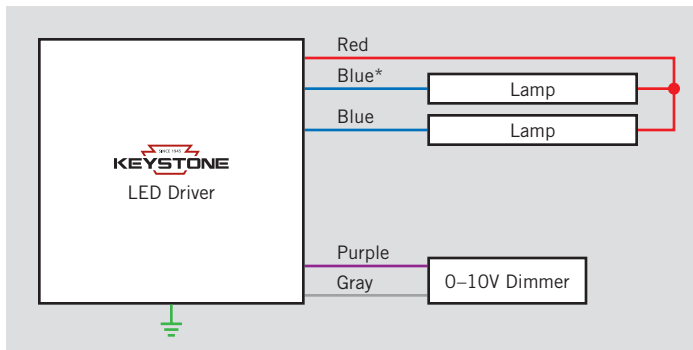 Red
Blue*
Lamp
Blue
Lamp
SINCE 1945
KEYSTONE
LED Driver
Purple
Gray
0–10V Dimmer